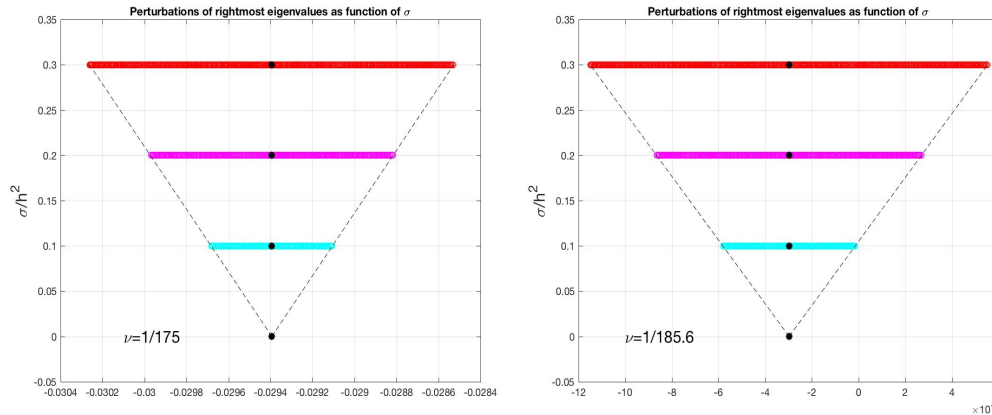 Perturbations of rightmost eigenvalues as function of σ
0.35
0.3
0.25
0.2
0.15
0.1
0.05
0
-0.05
σ/h²
ν=1/175
-0.0304 -0.0302 -0.03 -0.0298 -0.0296 -0.0294 -0.0292 -0.029 -0.0288 -0.0286 -0.0284
Perturbations of rightmost eigenvalues as function of σ
0.35
0.3
0.25
0.2
0.15
0.1
0.05
0
-0.05
σ/h²
ν=1/185.6
-12 -10 -8 -6 -4 -2 0 2 4
×10